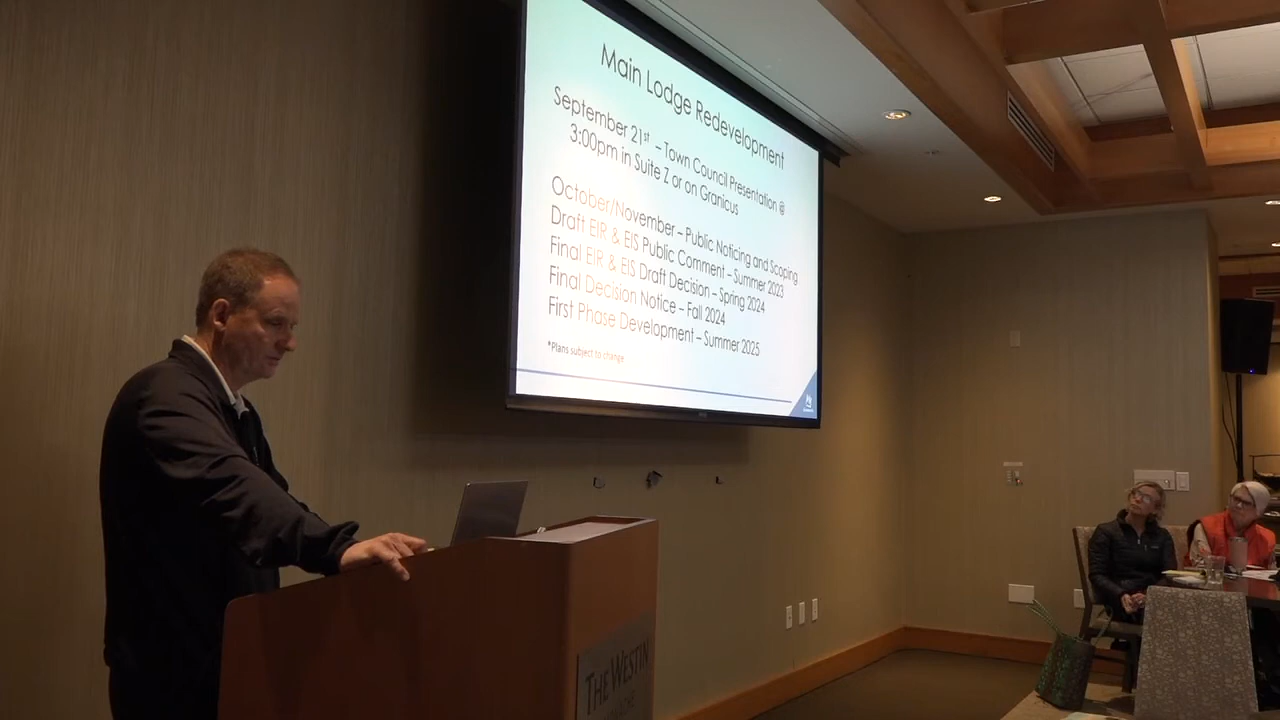 Main Lodge Redevelopment
September 21st – Town Council Presentation @
3:00pm in Suite Z or on Granicus
October/November – Public Noticing and Scoping
Draft EIR & EIS Public Comment – Summer 2023
Final EIR & EIS Draft Decision – Spring 2024
Final Decision Notice – Fall 2024
First Phase Development – Summer 2025
*Plans subject to change
THE WESTIN